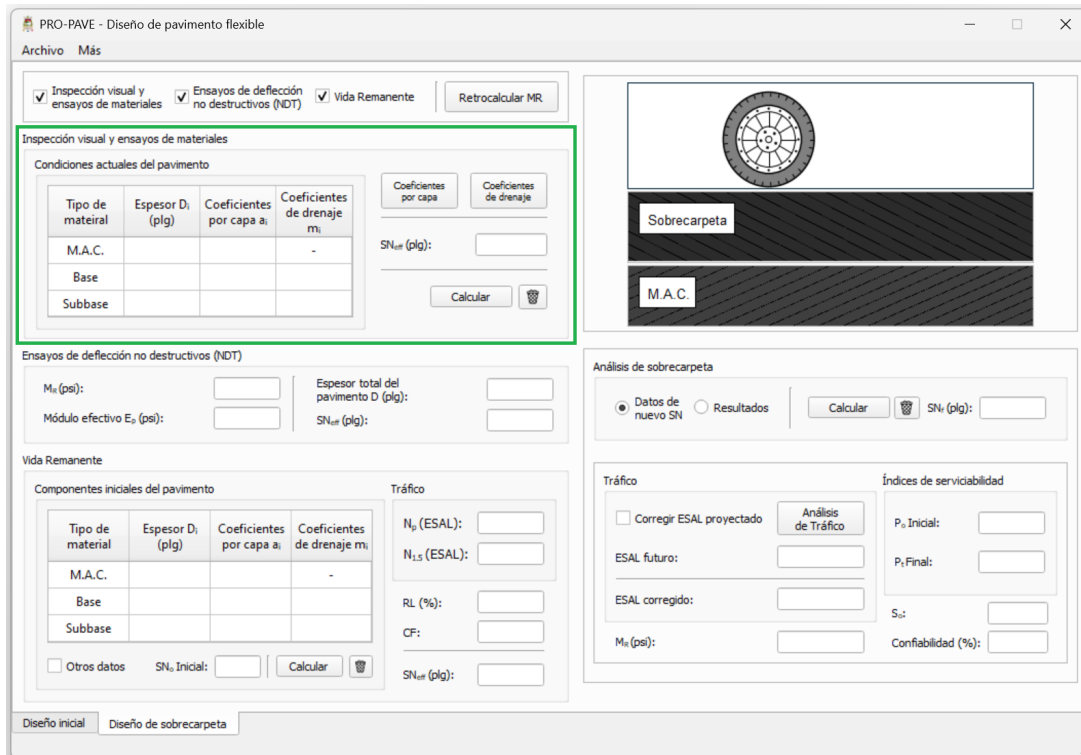 PRO-PAVE - Diseño de pavimento flexible
Archivo Más
Inspección visual y
ensayos de materiales
Ensayos de deflección
no destructivos (NDT)
Vida Remanente
Retrocalcular MR
Inspección visual y ensayos de materiales
Condiciones actuales del pavimento
Tipo de
mateiral
Espesor Di
(plg)
Coeficientes
por capa ai
Coeficientes
de drenaje
mi
M.A.C.
-
Base
Subbase
Coeficientes
por capa
Coeficientes
de drenaje
SNeff (plg):
Calcular
Ensayos de deflección no destructivos (NDT)
MR (psi):
Módulo efectivo Ep (psi):
Espesor total del
pavimento D (plg):
SNeff (plg):
Vida Remanente
Componentes iniciales del pavimento
Tipo de
material
Espesor Di
(plg)
Coeficientes
por capa ai
Coeficientes
de drenaje mi
M.A.C.
-
Base
Subbase
Otros datos
SNo Inicial:
Calcular
Tráfico
Np (ESAL):
N1.5 (ESAL):
RL (%):
CF:
SNeff (plg):
Sobrecarpeta
M.A.C.
Análisis de sobrecarpeta
Datos de
nuevo SN
Resultados
Calcular
SNf (plg):
Tráfico
Corregir ESAL proyectado
Análisis
de Tráfico
ESAL futuro:
ESAL corregido:
MR (psi):
Índices de serviciabilidad
Po Inicial:
Pt Final:
So:
Confiabilidad (%):
Diseño inicial
Diseño de sobrecarpeta